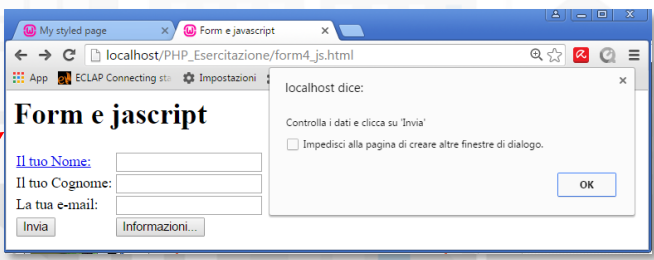 My styled page
Form e javascript
localhost/PHP_Esercitazione/form4_js.html
App
ECLAP Connecting sta
Impostazioni
localhost dice:
Controlla i dati e clicca su 'Invia'
Impedisci alla pagina di creare altre finestre di dialogo.
OK
Form e jascript
Il tuo Nome:
Il tuo Cognome:
La tua e-mail:
Invia
Informazioni...